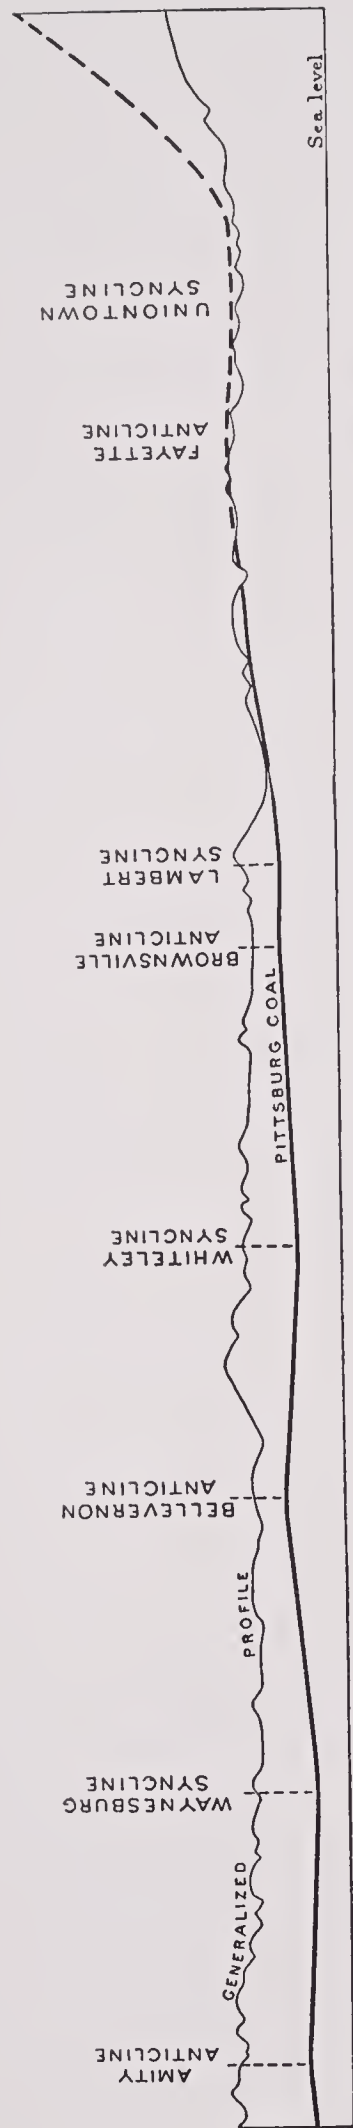 AMITY
ANTICLINE
WAYNESBURG
SYNCLINE
BELLEVERNON
ANTICLINE
WHITELEY
SYNCLINE
BROWNSVILLE
ANTICLINE
LAMBERT
SYNCLINE
FAYETTE
ANTICLINE
UNIONTOWN
SYNCLINE
GENERALIZED PROFILE
PITTSBURG COAL
Sea level